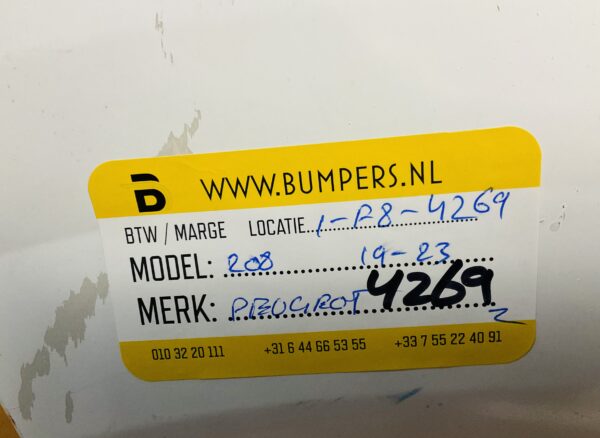 B WWW.BUMPERS.NL
BTW / MARGE LOCATIE 1-F8-4269
MODEL: 208 19-23
MERK: PEUGEOT 4269
010 32 20 111 +31 6 44 66 53 55 +33 7 55 22 40 91